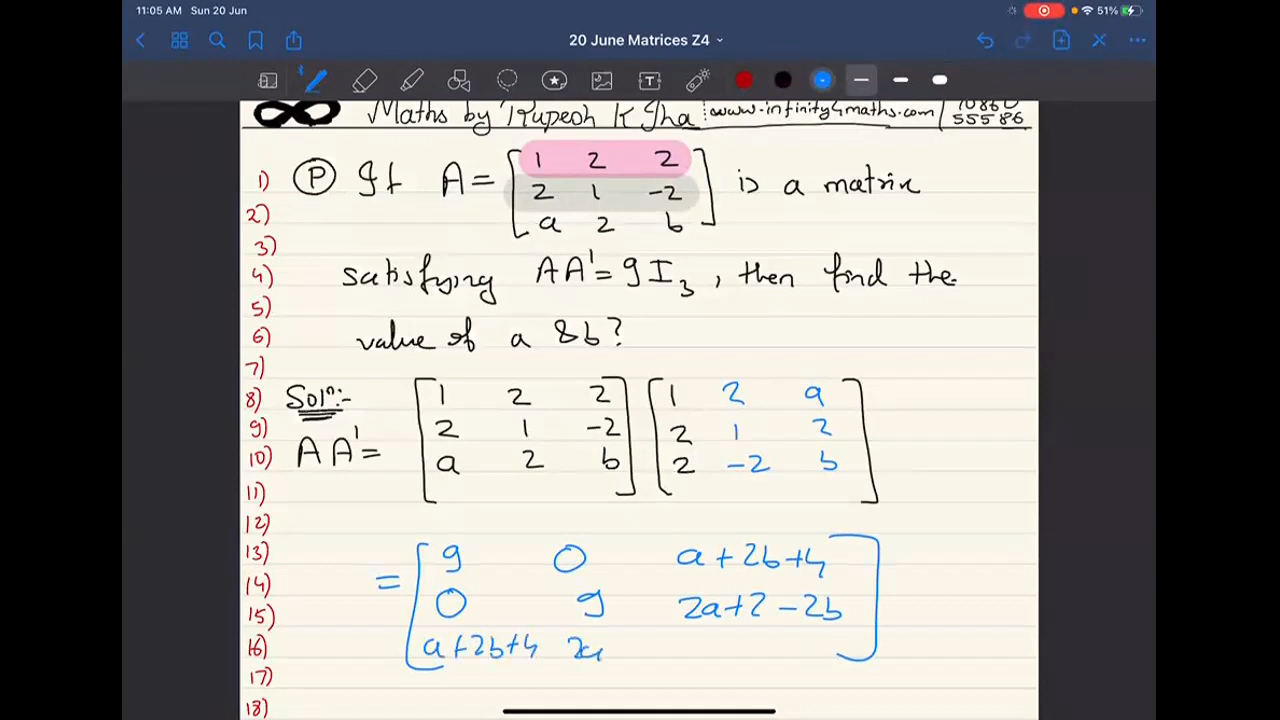 11:05 AM Sun 20 Jun 51%
20 June Matrices Z4
Maths by Rupesh K Jha www.infinity4maths.com 10860
55586
1) (P) If A = [1 2 2] is a matrix
2) [2 1 -2]
3) [a 2 b]
4) satisfying AA' = 9I₃, then find the
5)
6) value of a & b?
7)
8) Solⁿ:- [1 2 2] [1 2 a]
9) [2 1 -2] [2 1 2]
10) AA' = [a 2 b] [2 -2 b]
11)
12)
13) = [9 0 a+2b+4]
14)
15) [0 9 2a+2-2b]
16) [a+2b+4 2a
17)
18)